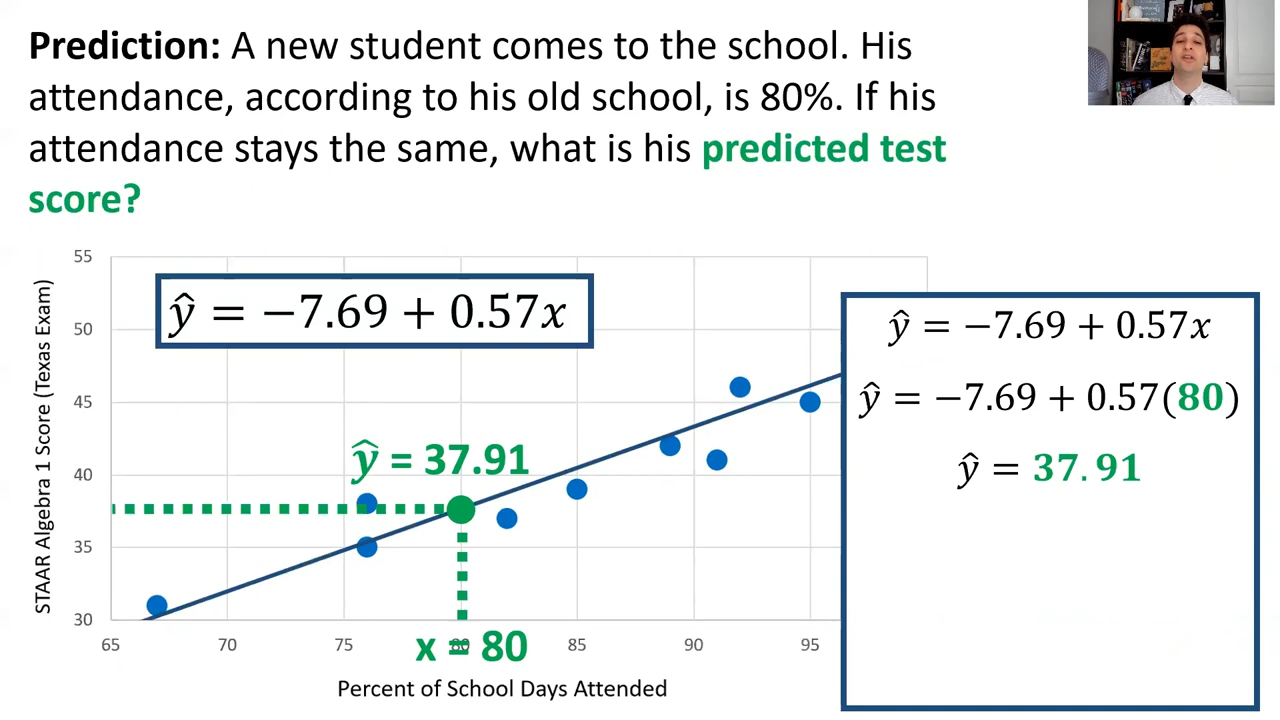 Prediction: A new student comes to the school. His
attendance, according to his old school, is 80%. If his
attendance stays the same, what is his predicted test
score?
STAAR Algebra 1 Score (Texas Exam)
55
50
45
40
35
30
ŷ = −7.69 + 0.57x
ŷ = 37.91
x = 80
65
70
75
80
85
90
95
Percent of School Days Attended
ŷ = −7.69 + 0.57x
ŷ = −7.69 + 0.57(80)
ŷ = 37.91